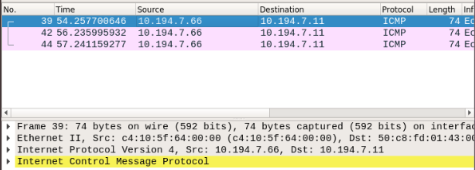 No. Time Source Destination Protocol Length Inf
39 54.257700646 10.194.7.66 10.194.7.11 ICMP 74 Ec
42 56.235995932 10.194.7.66 10.194.7.11 ICMP 74 Ec
44 57.241159277 10.194.7.66 10.194.7.11 ICMP 74 Ec
Frame 39: 74 bytes on wire (592 bits), 74 bytes captured (592 bits) on interfac
Ethernet II, Src: c4:10:5f:64:00:00 (c4:10:5f:64:00:00), Dst: 50:c8:fd:01:43:00
Internet Protocol Version 4, Src: 10.194.7.66, Dst: 10.194.7.11
Internet Control Message Protocol